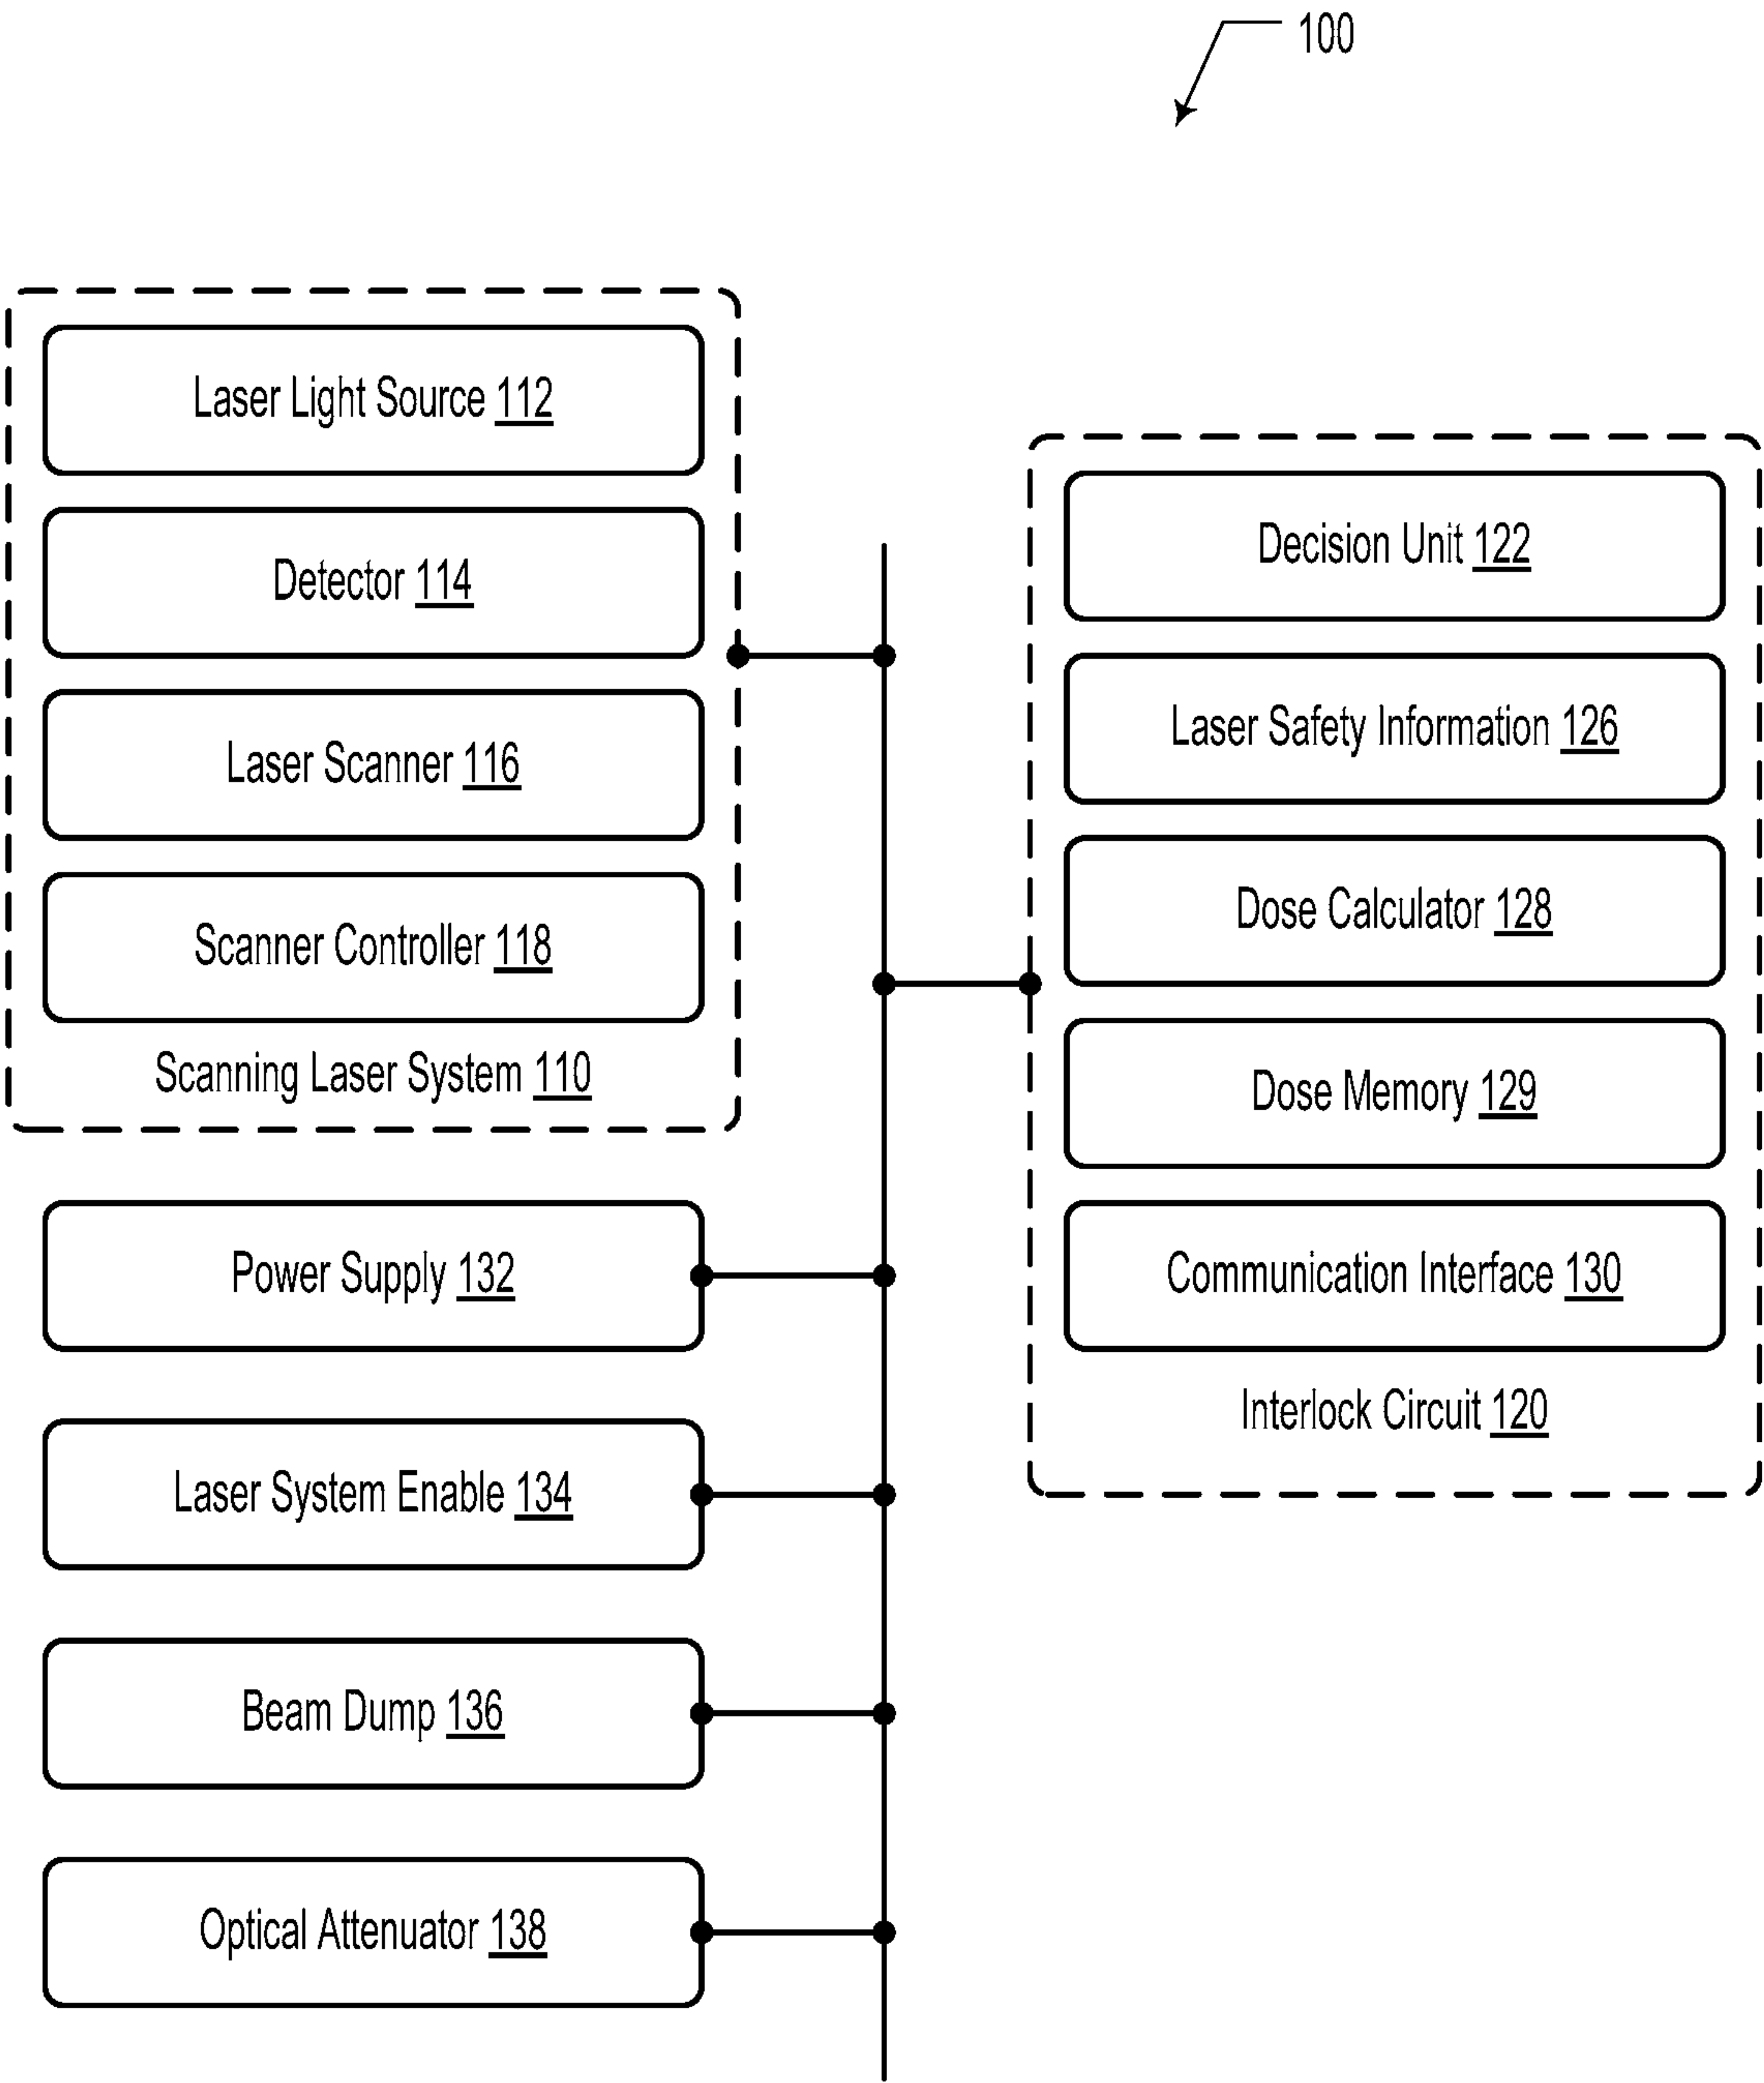 100
Laser Light Source 112
Detector 114
Laser Scanner 116
Scanner Controller 118
Scanning Laser System 110
Power Supply 132
Laser System Enable 134
Beam Dump 136
Optical Attenuator 138
Decision Unit 122
Laser Safety Information 126
Dose Calculator 128
Dose Memory 129
Communication Interface 130
Interlock Circuit 120